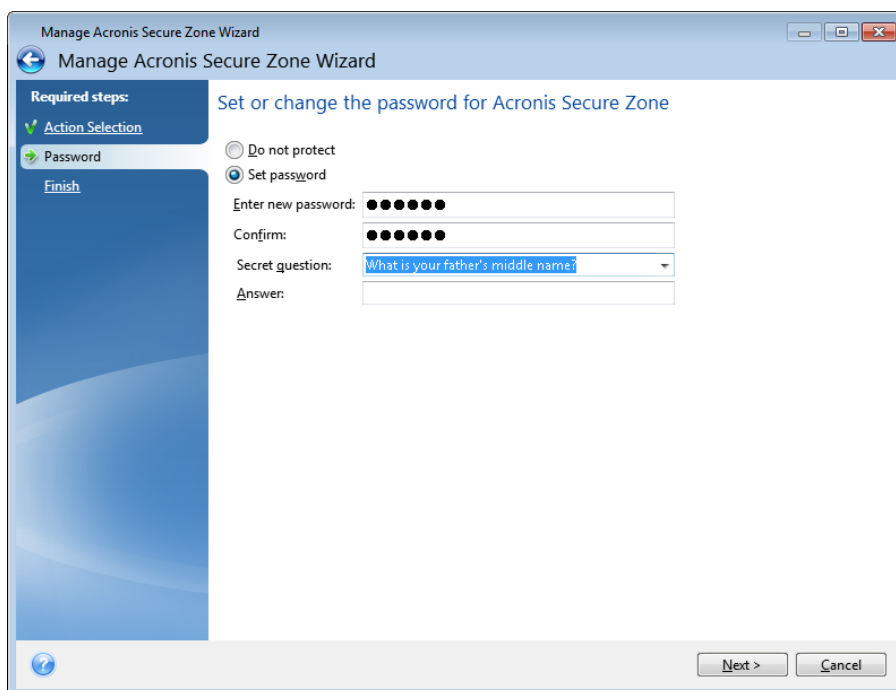 Manage Acronis Secure Zone Wizard
Manage Acronis Secure Zone Wizard
Required steps:
Action Selection
Password
Finish
Set or change the password for Acronis Secure Zone
Do not protect
Set password
Enter new password: ●●●●●●
Confirm: ●●●●●●
Secret question: What is your father's middle name?
Answer:
?
Next >
Cancel